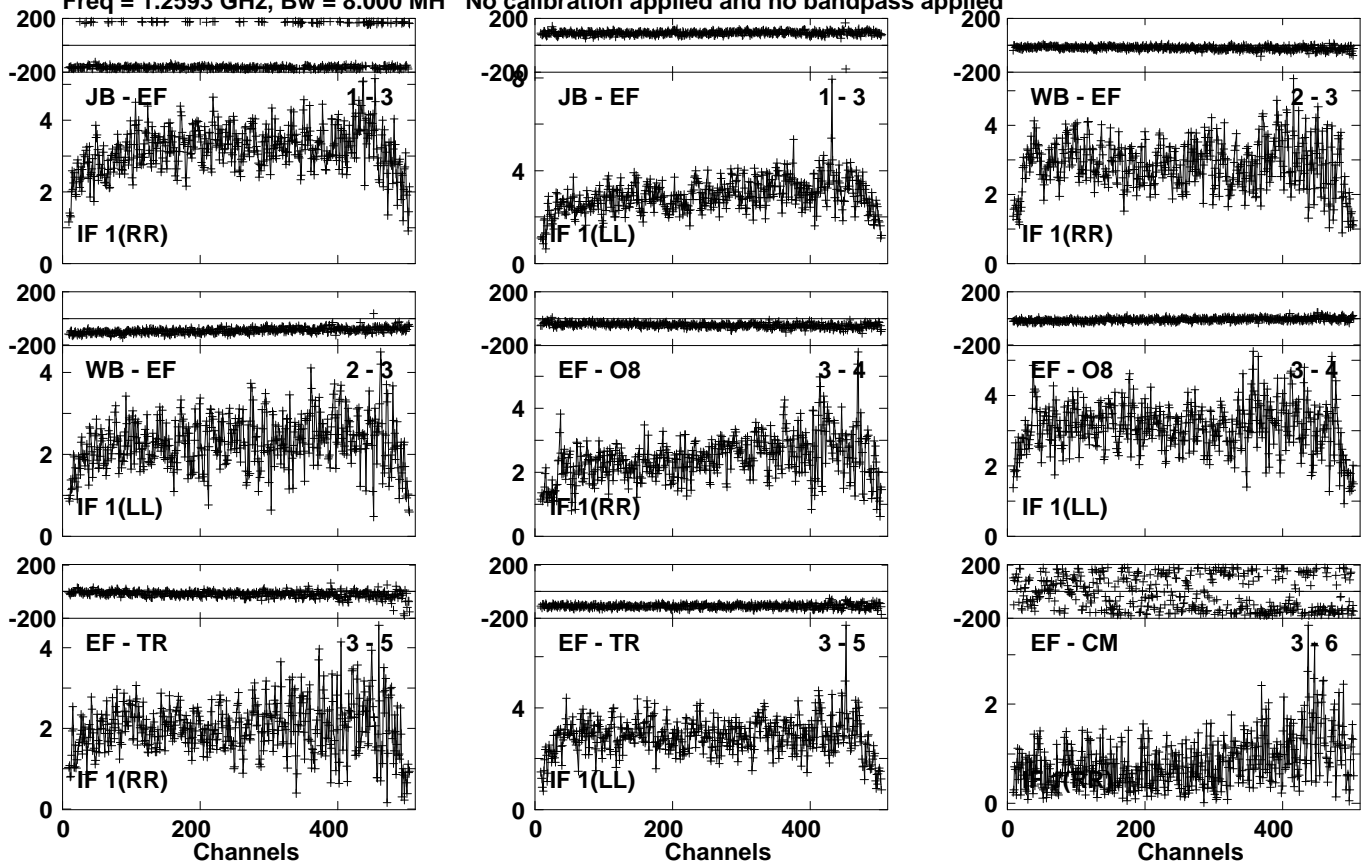 Freq = 1.2593 GHz, Bw = 8.000 MH No calibration applied and no bandpass applied
200
-200
JB - EF 1 - 3
4
2
IF 1(RR)
0
-200
8
JB - EF 1 - 3
4
IF 1(LL)
0
-200
WB - EF 2 - 3
4
2
IF 1(RR)
0
200
-200
WB - EF 2 - 3
4
2
IF 1(LL)
0
200
-200
EF - O8 3 - 4
4
2
IF 1(RR)
0
200
-200
EF - O8 3 - 4
4
2
IF 1(LL)
0
200
-200
EF - TR 3 - 5
4
2
IF 1(RR)
0
0 200 400
Channels
200
-200
EF - TR 3 - 5
4
IF 1(LL)
0
0 200 400
Channels
200
-200
EF - CM 3 - 6
2
IF 1(RR)
0
0 200 400
Channels